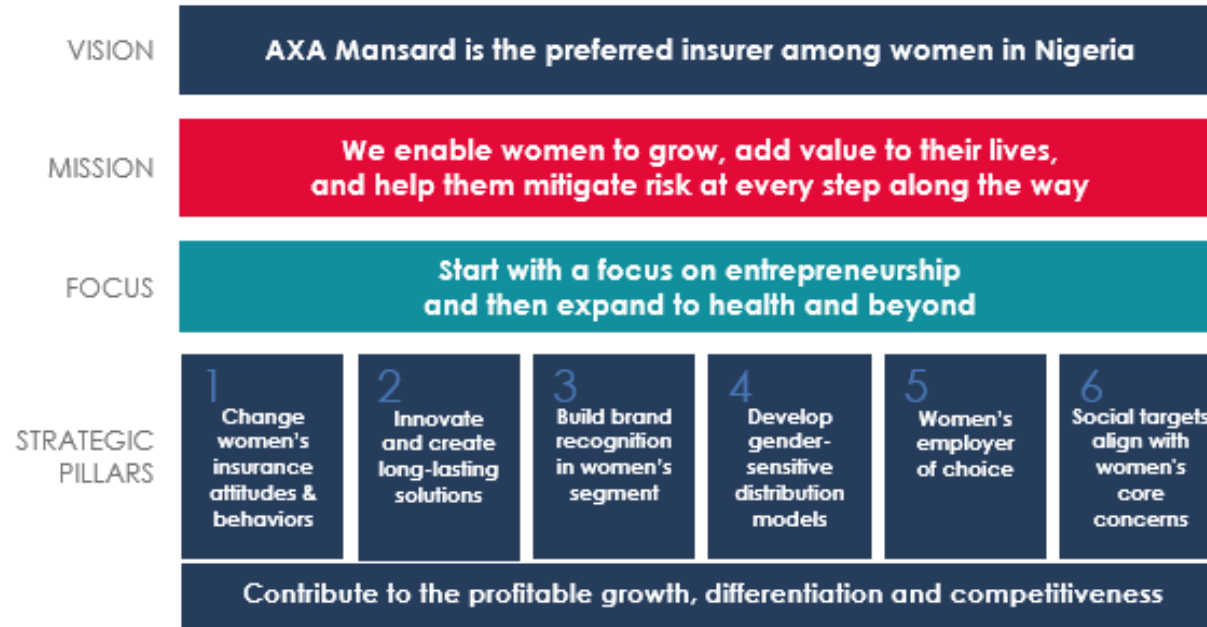 VISION
AXA Mansard is the preferred insurer among women in Nigeria
MISSION
We enable women to grow, add value to their lives,
and help them mitigate risk at every step along the way
FOCUS
Start with a focus on entrepreneurship
and then expand to health and beyond
STRATEGIC
PILLARS
1
Change
women's
insurance
attitudes &
behaviors
2
Innovate
and create
long-lasting
solutions
3
Build brand
recognition
in women's
segment
4
Develop
gender-
sensitive
distribution
models
5
Women's
employer
of choice
6
Social targets
align with
women's
core
concerns
Contribute to the profitable growth, differentiation and competitiveness